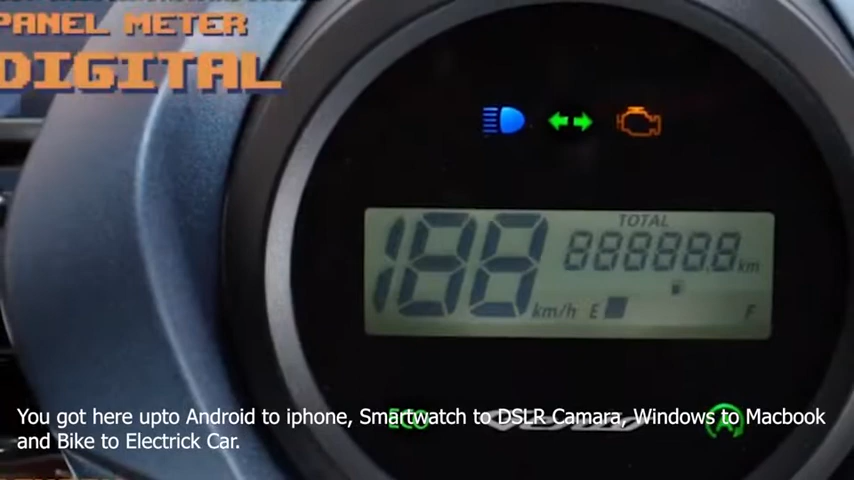 PANEL METER
DIGITAL
TOTAL
188
888888
km
km/h
E
F
ECO
A
You got here upto Android to iphone, Smartwatch to DSLR Camara, Windows to Macbook
and Bike to Electrick Car.